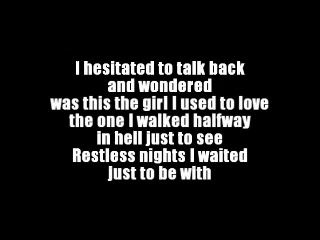 I hesitated to talk back
and wondered
was this the girl I used to love
the one I walked halfway
in hell just to see
Restless nights I waited
just to be with